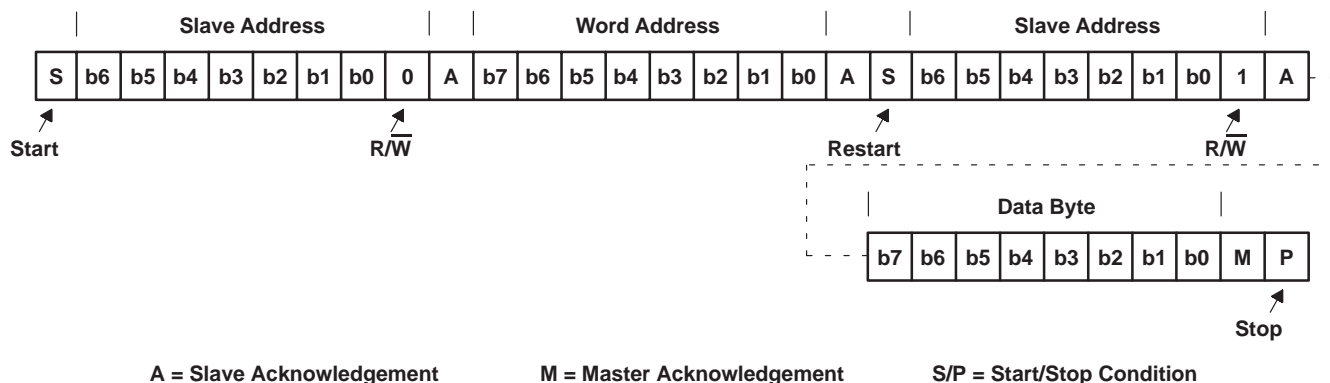 Slave Address Word Address Slave Address
S b6 b5 b4 b3 b2 b1 b0 0 A b7 b6 b5 b4 b3 b2 b1 b0 A S b6 b5 b4 b3 b2 b1 b0 1 A
Start R/W̅ Restart R/W̅
Data Byte
b7 b6 b5 b4 b3 b2 b1 b0 M P
Stop
A = Slave Acknowledgement M = Master Acknowledgement S/P = Start/Stop Condition